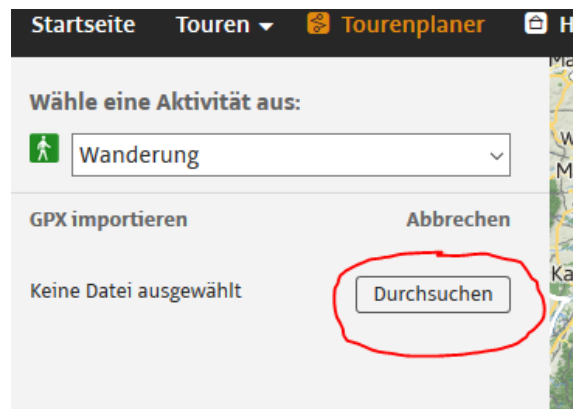 Startseite Touren Tourenplaner H
Wähle eine Aktivität aus:
Wanderung
GPX importieren Abbrechen
Keine Datei ausgewählt Durchsuchen